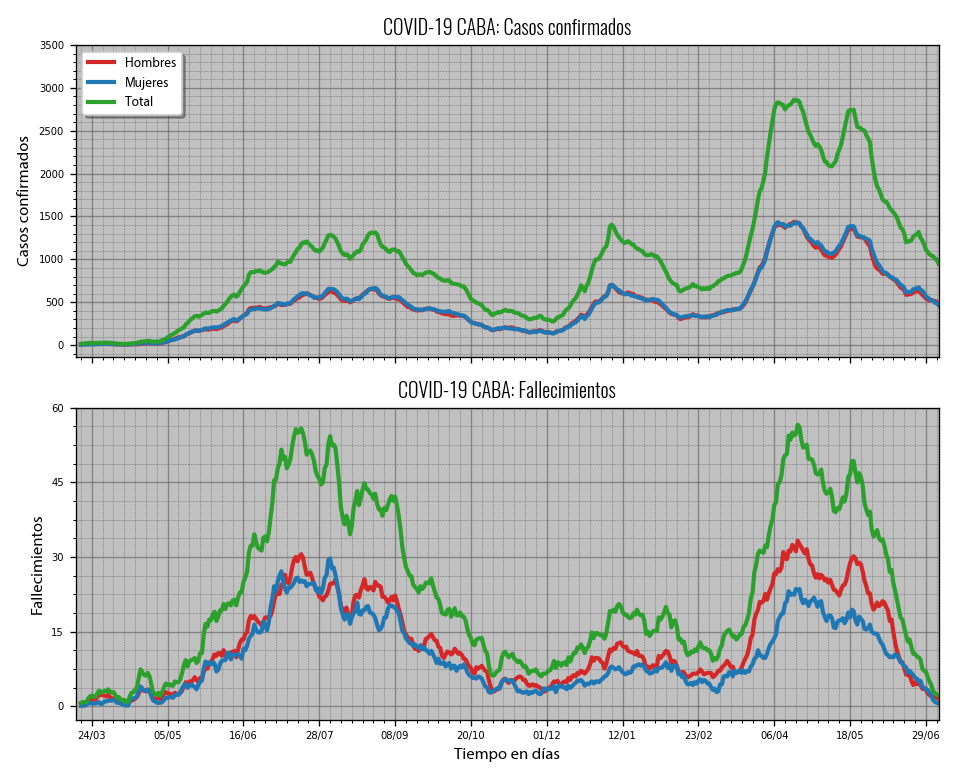 COVID-19 CABA: Casos confirmados
3500
3000
2500
2000
1500
1000
500
0
Casos confirmados
Hombres
Mujeres
Total
COVID-19 CABA: Fallecimientos
60
45
30
15
0
Fallecimientos
24/03 05/05 16/06 28/07 08/09 20/10 01/12 12/01 23/02 06/04 18/05 29/06
Tiempo en días